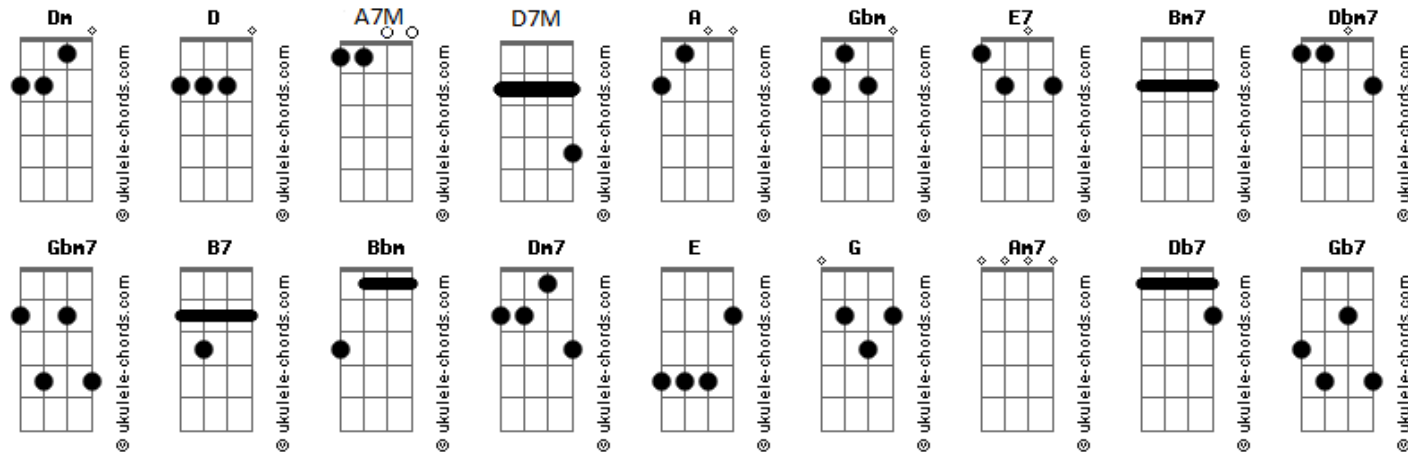 Dm D A7M D7M A Gbm E7 Bm7 Dbm7
© ukulele-chords.com © ukulele-chords.com © ukulele-chords.com © ukulele-chords.com © ukulele-chords.com © ukulele-chords.com © ukulele-chords.com © ukulele-chords.com © ukulele-chords.com
Gbm7 B7 Bbm Dm7 E G Am7 Db7 Gb7
© ukulele-chords.com © ukulele-chords.com © ukulele-chords.com © ukulele-chords.com © ukulele-chords.com © ukulele-chords.com © ukulele-chords.com © ukulele-chords.com © ukulele-chords.com